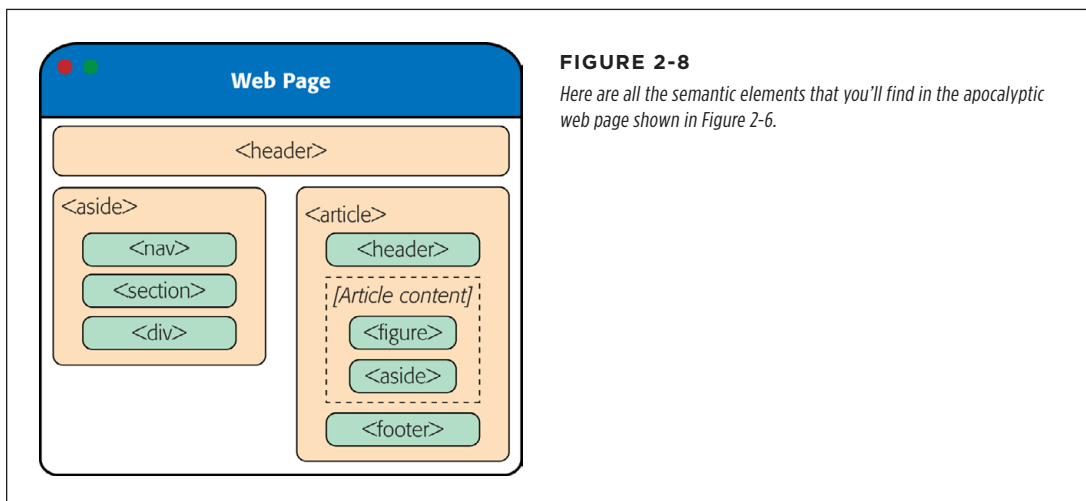 Web Page
<header>
<aside>
<nav>
<section>
<div>
<article>
<header>
[Article content]
<figure>
<aside>
<footer>
FIGURE 2-8
Here are all the semantic elements that you’ll find in the apocalyptic
web page shown in Figure 2-6.